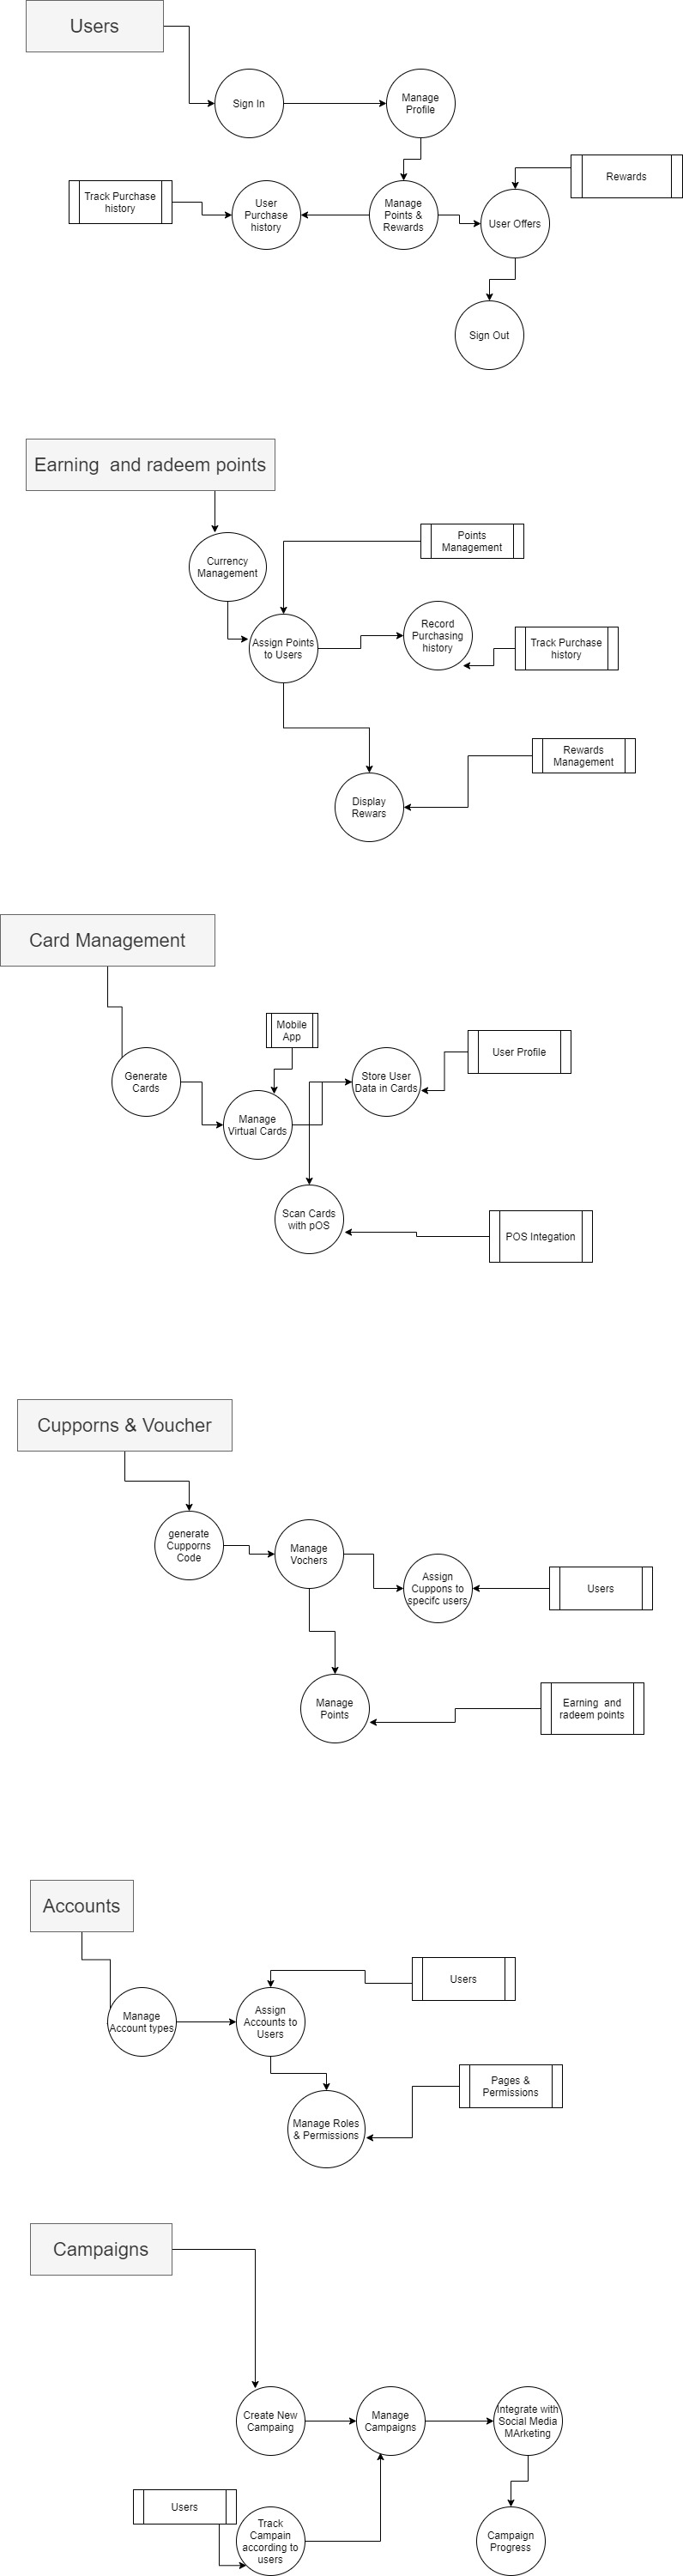 Users
Sign In
Manage
Profile
Rewards
Track Purchase
history
User
Purchase
history
Manage
Points &
Rewards
User Offers
Sign Out
Earning  and radeem points
Points
Management
Currency
Management
Assign Points
to Users
Record
Purchasing
history
Track Purchase
history
Rewards
Management
Display
Rewars
Card Management
Mobile
App
User Profile
Generate
Cards
Store User
Data in Cards
Manage
Virtual Cards
Scan Cards
with pOS
POS Integation
Cupporns & Voucher
generate
Cupporns
Code
Manage
Vochers
Assign
Cuppons to
specifc users
Users
Manage
Points
Earning  and
radeem points
Accounts
Users
Manage
Account types
Assign
Accounts to
Users
Pages &
Permissions
Manage Roles
& Permissions
Campaigns
Create New
Campaing
Manage
Campaigns
Integrate with
Social Media
MArketing
Users
Track
Campain
according to
users
Campaign
Progress